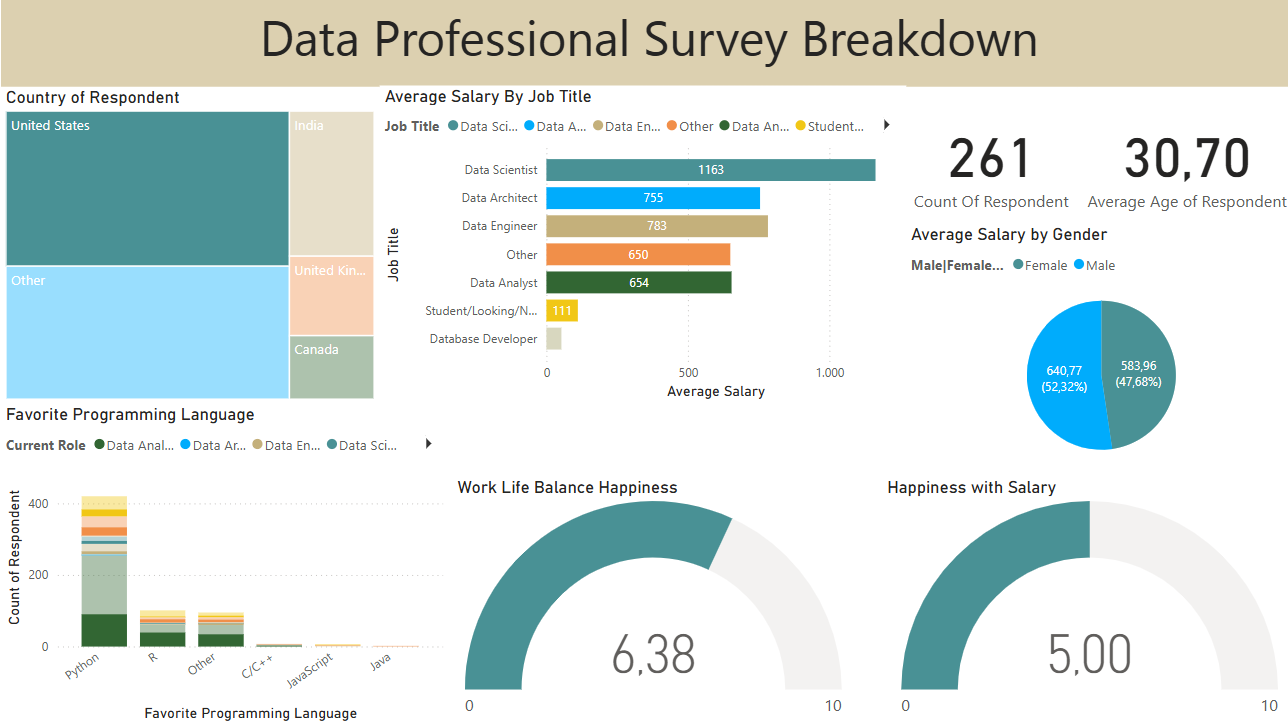 Data Professional Survey Breakdown
Country of Respondent
United States
India
Other
United Kin...
Canada
Average Salary By Job Title
Job Title Data Sci... Data A... Data En... Other Data An... Student...
Job Title
Data Scientist 1163
Data Architect 755
Data Engineer 783
Other 650
Data Analyst 654
Student/Looking/N... 111
Database Developer
0 500 1.000
Average Salary
261 30,70
Count Of Respondent Average Age of Respondent
Average Salary by Gender
Male|Female... Female Male
640,77 (52,32%)
583,96 (47,68%)
Favorite Programming Language
Current Role Data Anal... Data Ar... Data En... Data Sci...
Count of Respondent
400
200
0
Python R Other C/C++ JavaScript Java
Favorite Programming Language
Work Life Balance Happiness
6,38
0 10
Happiness with Salary
5,00
0 10